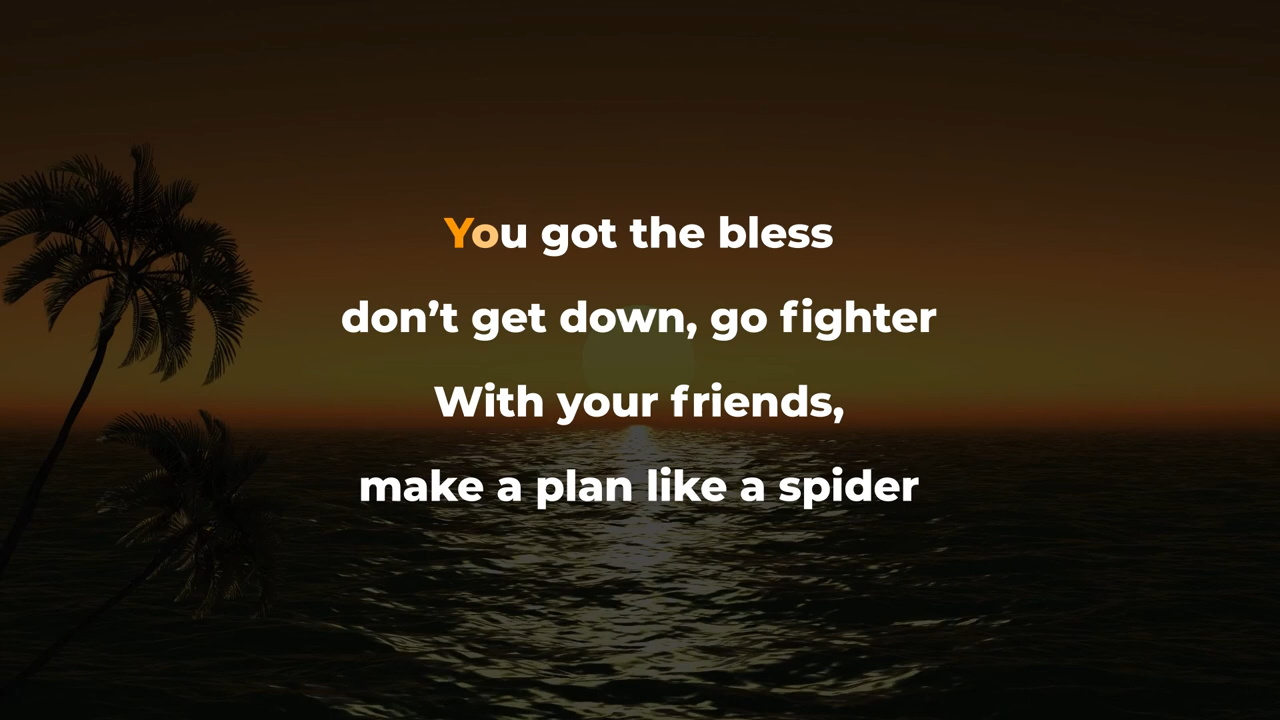 You got the bless
don’t get down, go fighter
With your friends,
make a plan like a spider